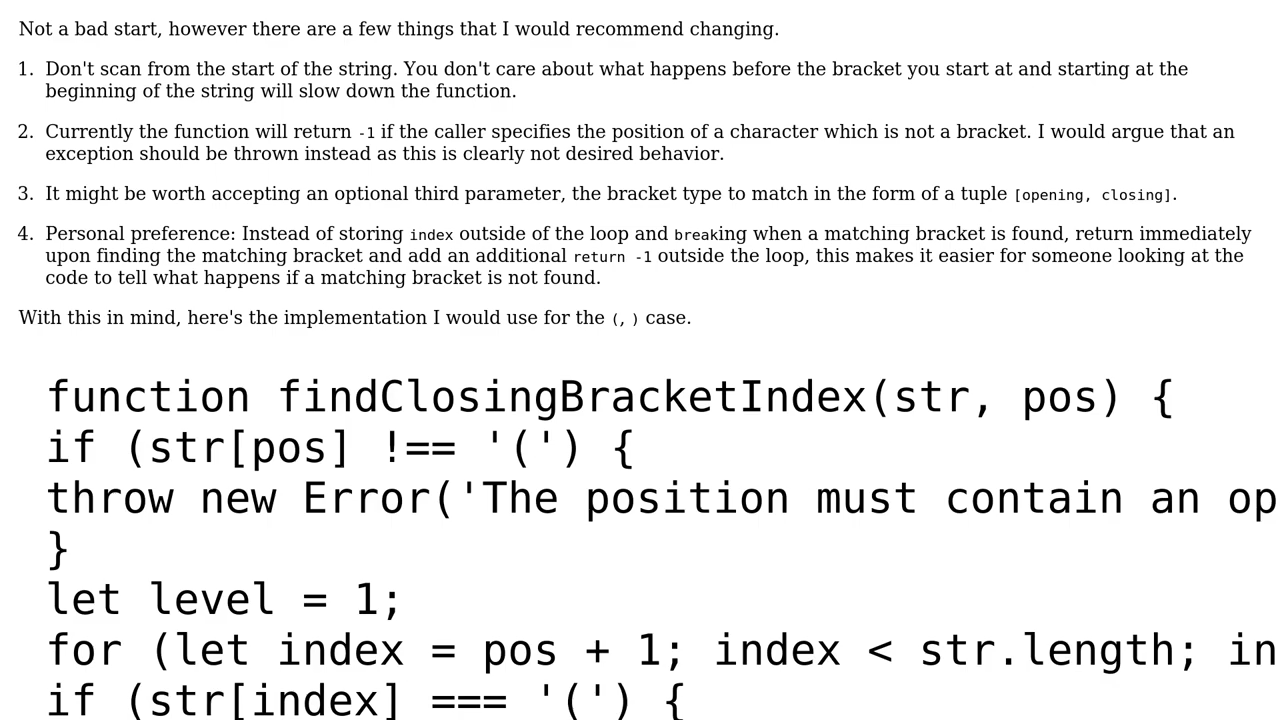 Not a bad start, however there are a few things that I would recommend changing.
1. Don't scan from the start of the string. You don't care about what happens before the bracket you start at and starting at the
beginning of the string will slow down the function.
2. Currently the function will return -1 if the caller specifies the position of a character which is not a bracket. I would argue that an
exception should be thrown instead as this is clearly not desired behavior.
3. It might be worth accepting an optional third parameter, the bracket type to match in the form of a tuple [opening, closing].
4. Personal preference: Instead of storing index outside of the loop and breaking when a matching bracket is found, return immediately
upon finding the matching bracket and add an additional return -1 outside the loop, this makes it easier for someone looking at the
code to tell what happens if a matching bracket is not found.
With this in mind, here's the implementation I would use for the (, ) case.
function findClosingBracketIndex(str, pos) {
if (str[pos] !== '(') {
throw new Error('The position must contain an op
}
let level = 1;
for (let index = pos + 1; index < str.length; in
if (str[index] === '(') {